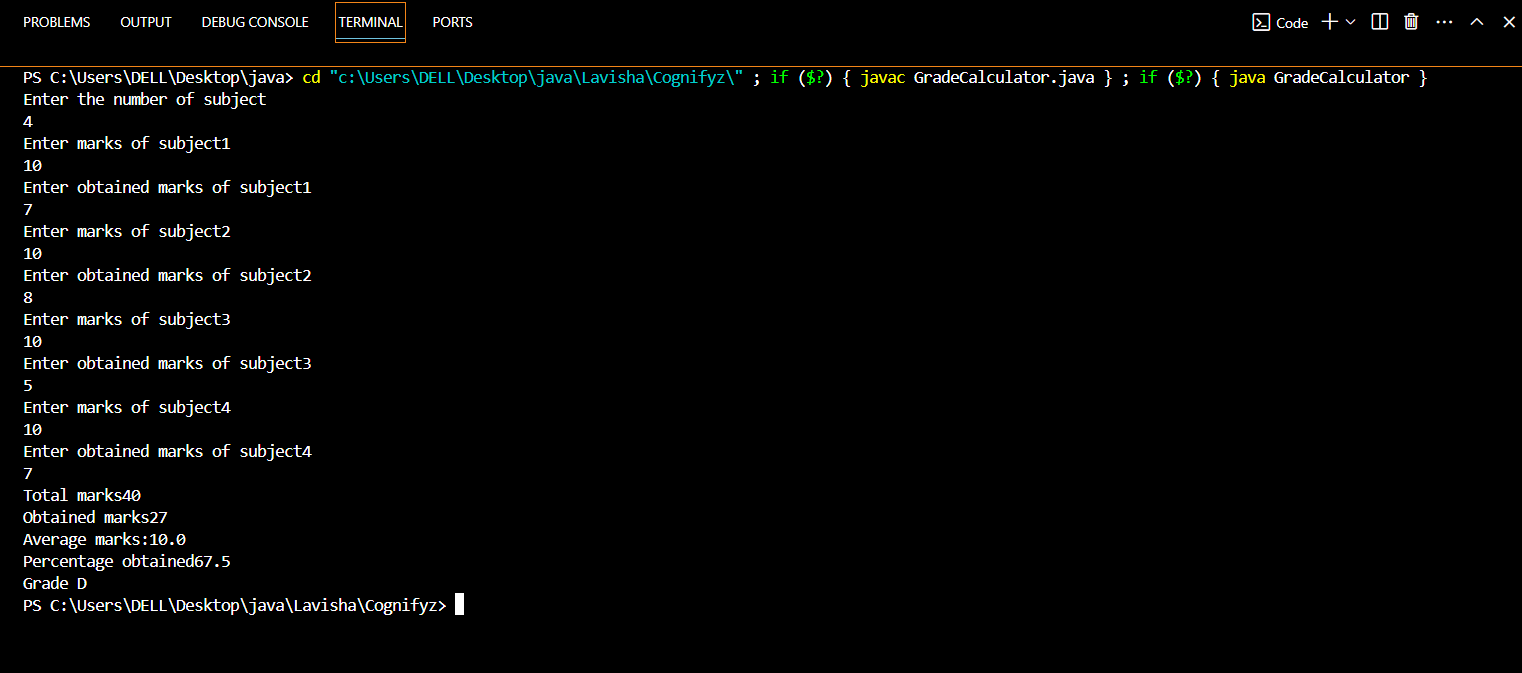 PROBLEMS OUTPUT DEBUG CONSOLE TERMINAL PORTS Code
PS C:\Users\DELL\Desktop\java> cd "c:\Users\DELL\Desktop\java\Lavisha\Cognifyz\" ; if ($?) { javac GradeCalculator.java } ; if ($?) { java GradeCalculator }
Enter the number of subject
4
Enter marks of subject1
10
Enter obtained marks of subject1
7
Enter marks of subject2
10
Enter obtained marks of subject2
8
Enter marks of subject3
10
Enter obtained marks of subject3
5
Enter marks of subject4
10
Enter obtained marks of subject4
7
Total marks40
Obtained marks27
Average marks:10.0
Percentage obtained67.5
Grade D
PS C:\Users\DELL\Desktop\java\Lavisha\Cognifyz>